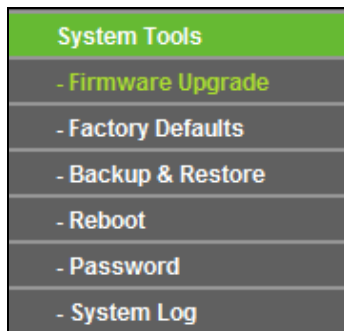 System Tools
- Firmware Upgrade
- Factory Defaults
- Backup & Restore
- Reboot
- Password
- System Log